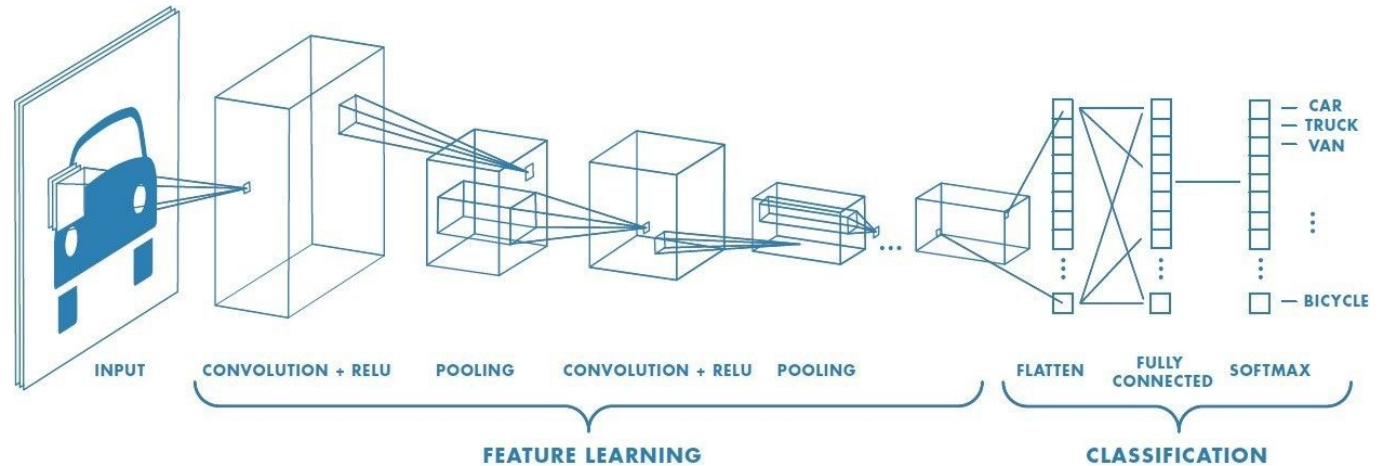 CAR
TRUCK
VAN
BICYCLE
INPUT
CONVOLUTION + RELU
POOLING
CONVOLUTION + RELU
POOLING
FLATTEN
FULLY
CONNECTED
SOFTMAX
FEATURE LEARNING
CLASSIFICATION